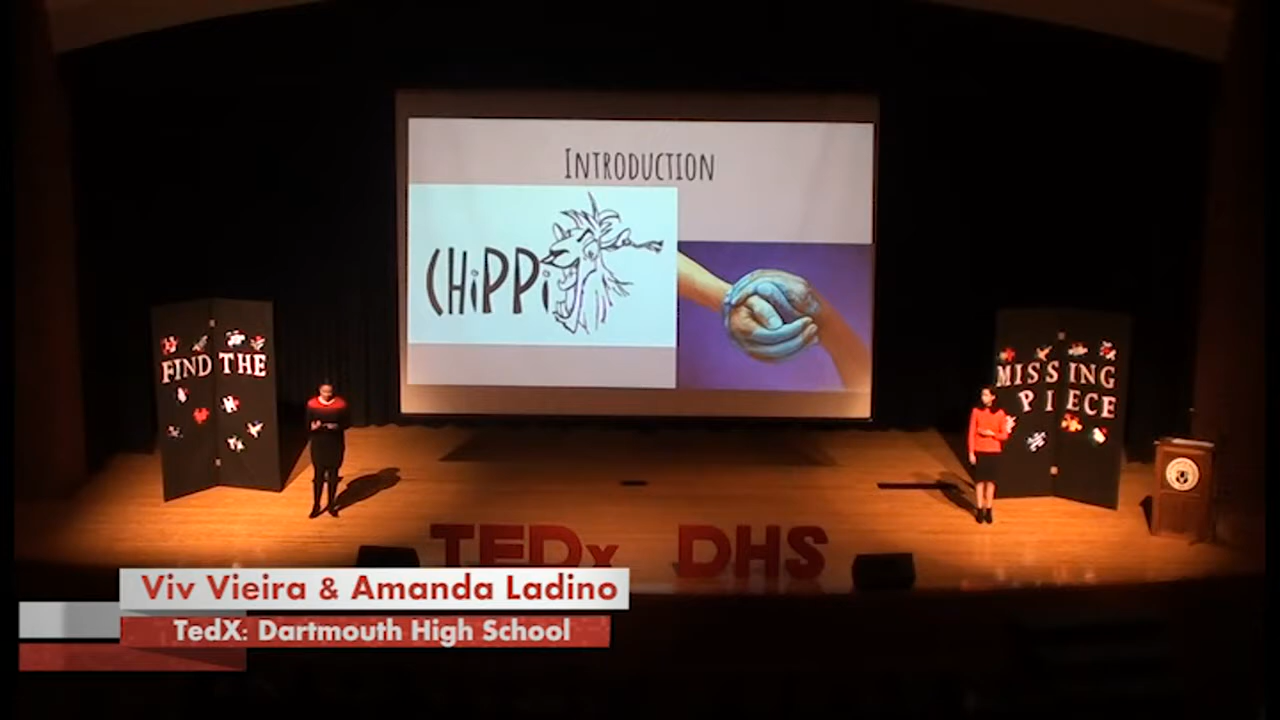 INTRODUCTION
CHiPPi
FIND THE
MISSING
PIECE
TEDx DHS
Viv Vieira & Amanda Ladino
TedX: Dartmouth High School